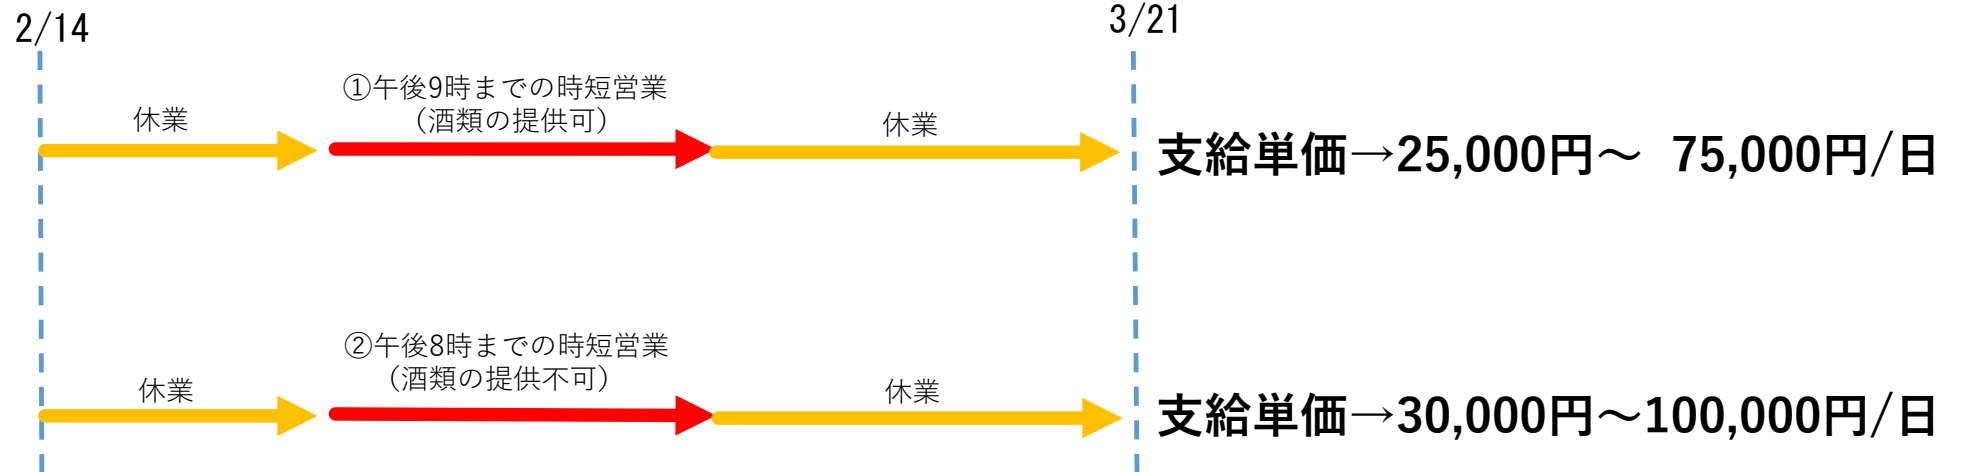 2/14
3/21
休業
①午後9時までの時短営業
（酒類の提供可）
休業
支給単価→25,000円～ 75,000円/日
休業
②午後8時までの時短営業
（酒類の提供不可）
休業
支給単価→30,000円～100,000円/日